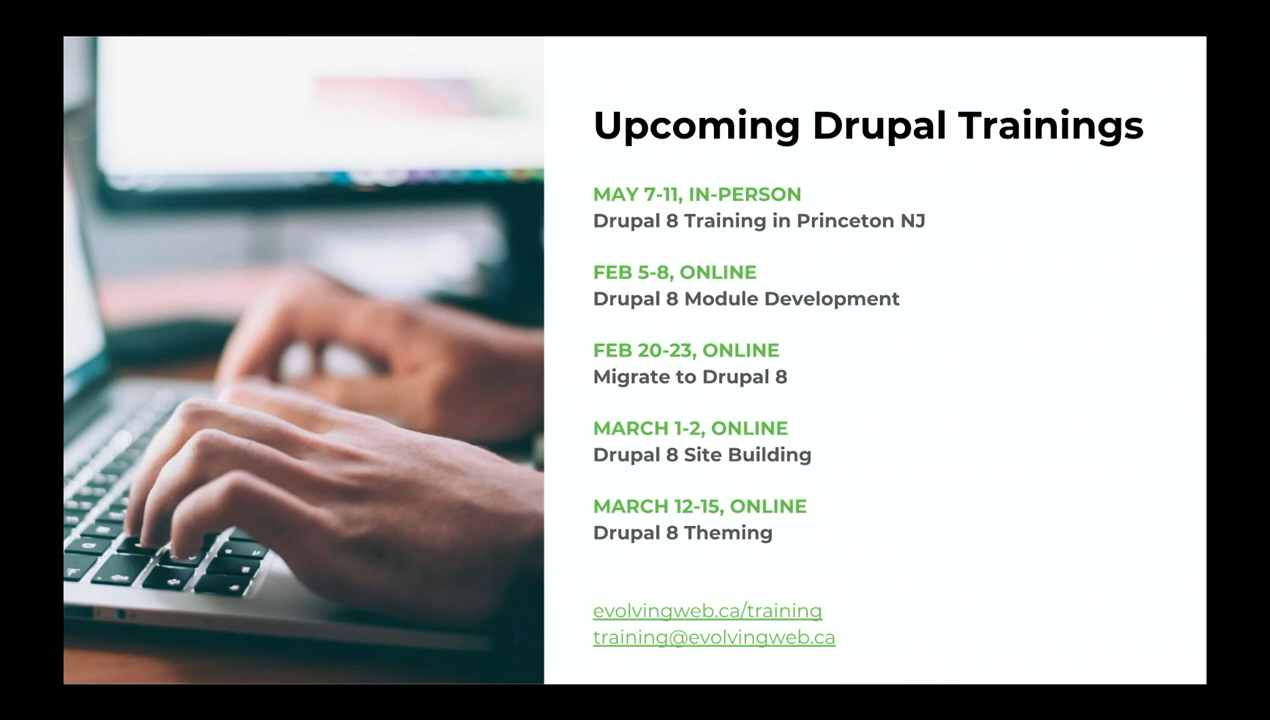 Upcoming Drupal Trainings
MAY 7-11, IN-PERSON
Drupal 8 Training in Princeton NJ
FEB 5-8, ONLINE
Drupal 8 Module Development
FEB 20-23, ONLINE
Migrate to Drupal 8
MARCH 1-2, ONLINE
Drupal 8 Site Building
MARCH 12-15, ONLINE
Drupal 8 Theming
evolvingweb.ca/training
training@evolvingweb.ca